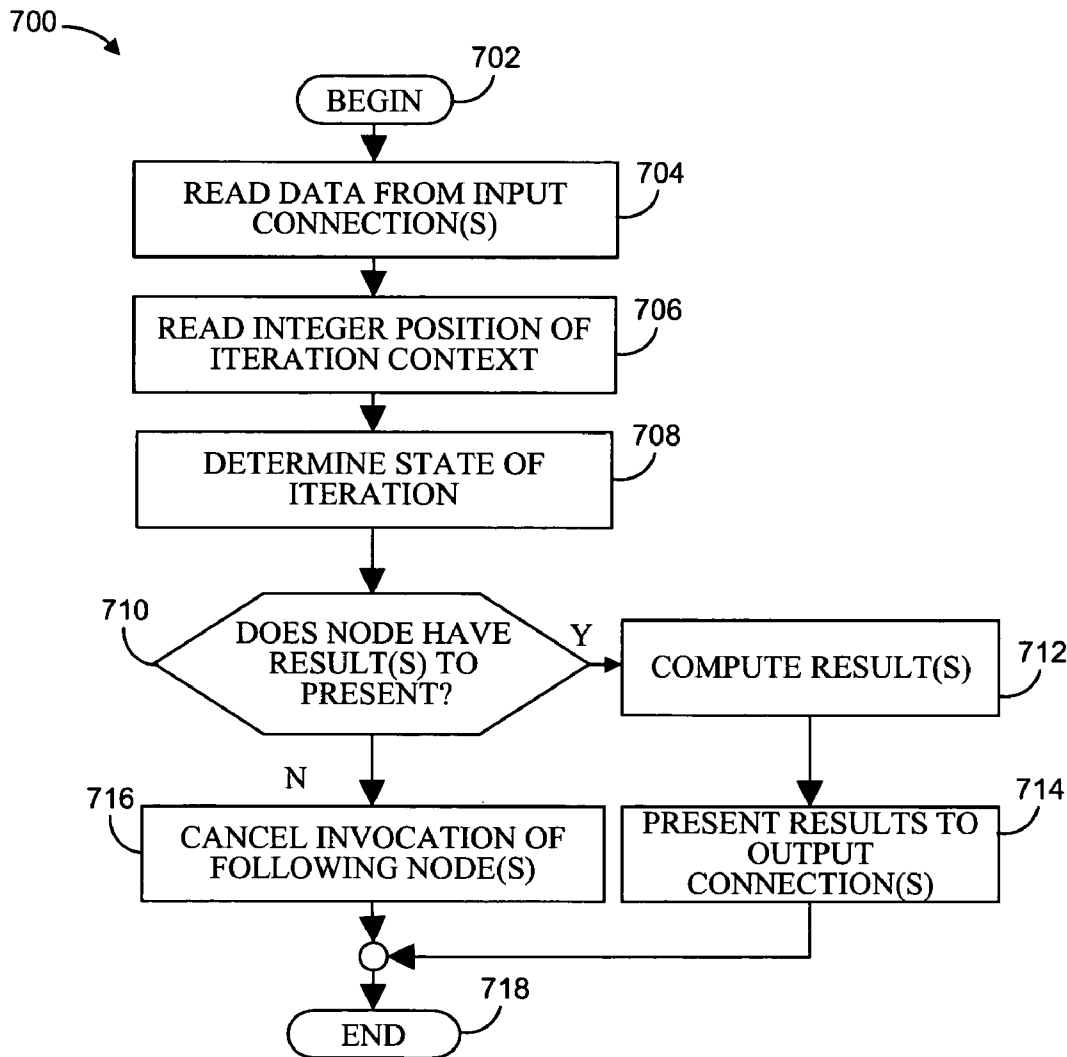 700
702
BEGIN
704
READ DATA FROM INPUT
CONNECTION(S)
706
READ INTEGER POSITION OF
ITERATION CONTEXT
708
DETERMINE STATE OF
ITERATION
710
DOES NODE HAVE
RESULT(S) TO
PRESENT?
Y
COMPUTE RESULT(S)
712
N
716
CANCEL INVOCATION OF
FOLLOWING NODE(S)
714
PRESENT RESULTS TO
OUTPUT
CONNECTION(S)
718
END